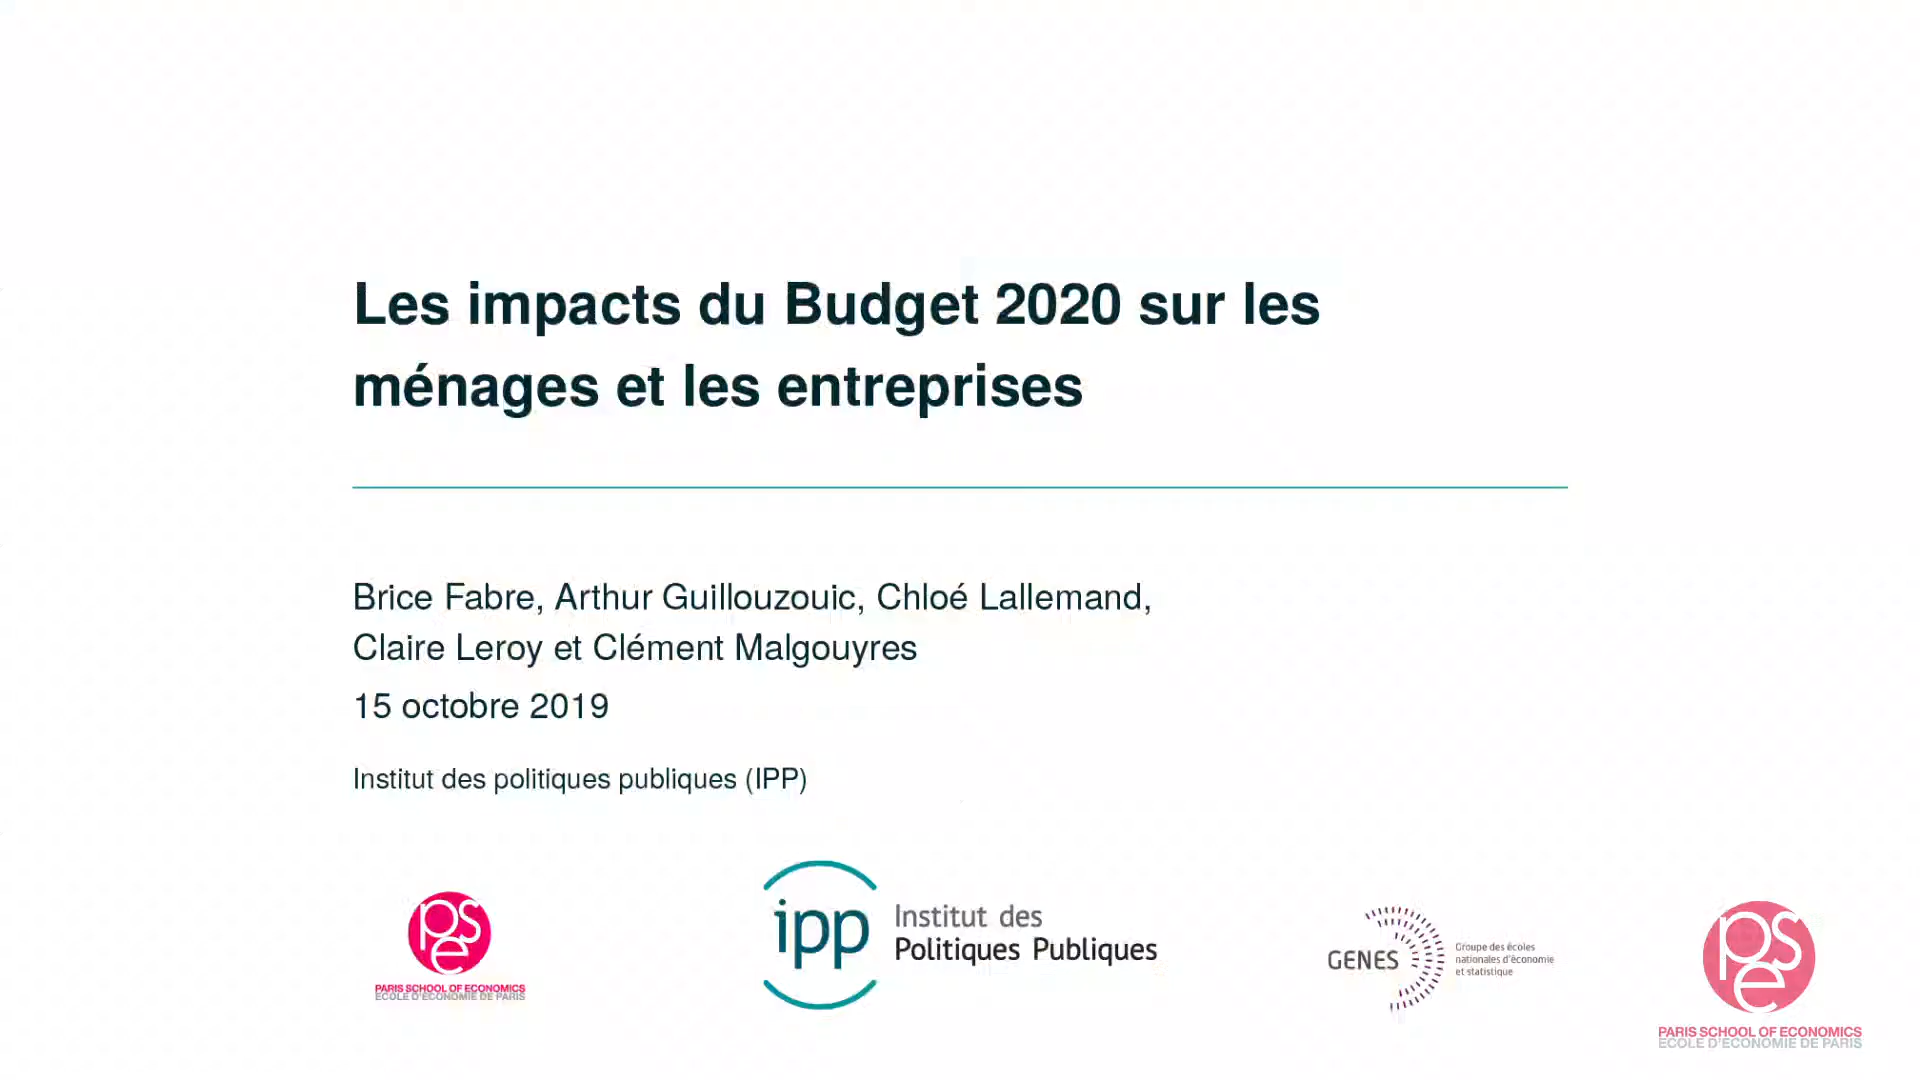 Les impacts du Budget 2020 sur les
ménages et les entreprises
Brice Fabre, Arthur Guillouzouic, Chloé Lallemand,
Claire Leroy et Clément Malgouyres
15 octobre 2019
Institut des politiques publiques (IPP)
pse
PARIS SCHOOL OF ECONOMICS
ECOLE D'ECONOMIE DE PARIS
ipp
Institut des
Politiques Publiques
GENES
Groupe des écoles
nationales d'économie
et statistique
pse
PARIS SCHOOL OF ECONOMICS
ECOLE D'ECONOMIE DE PARIS